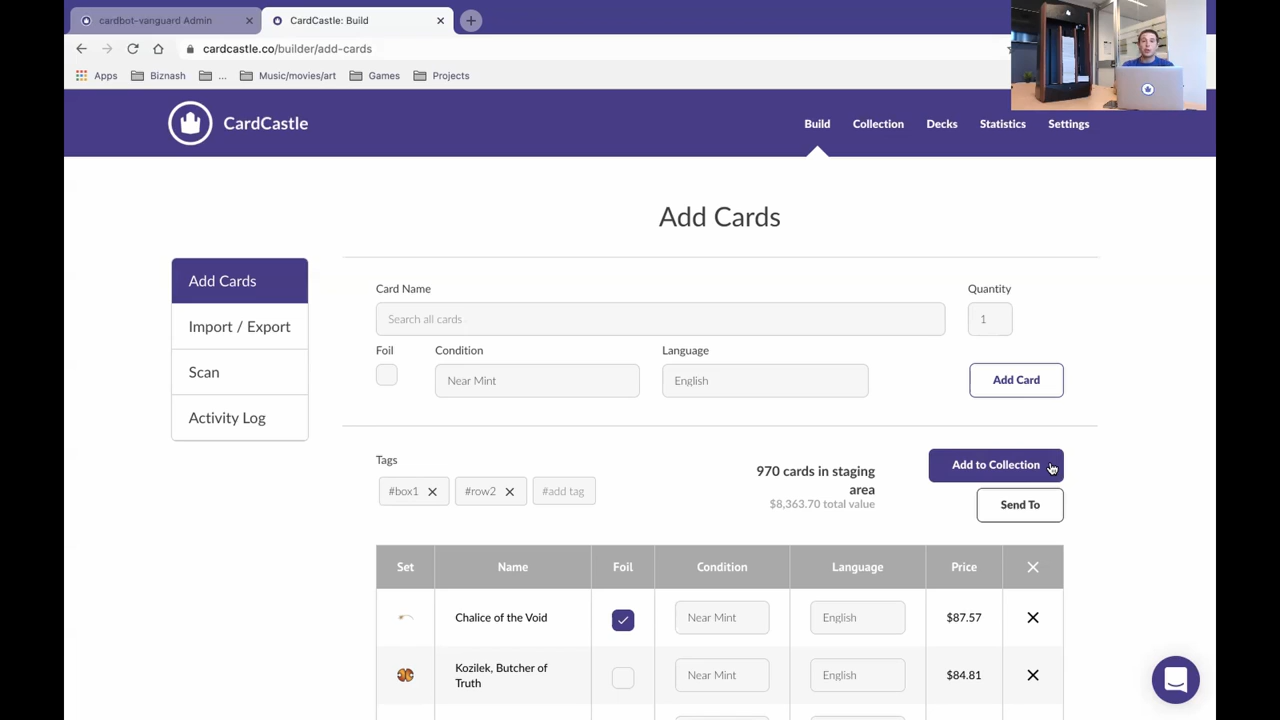 cardbot-vanguard Admin
CardCastle: Build
cardcastle.co/builder/add-cards
Apps
Biznash
...
Music/movies/art
Games
Projects
CardCastle
Build
Collection
Decks
Statistics
Settings
Add Cards
Add Cards
Import / Export
Scan
Activity Log
Card Name
Quantity
Search all cards
1
Foil
Condition
Language
Near Mint
English
Add Card
Tags
#box1
#row2
#add tag
970 cards in staging
area
$8,363.70 total value
Add to Collection
Send To
Set
Name
Foil
Condition
Language
Price
Chalice of the Void
Near Mint
English
$87.57
Kozilek, Butcher of
Truth
Near Mint
English
$84.81